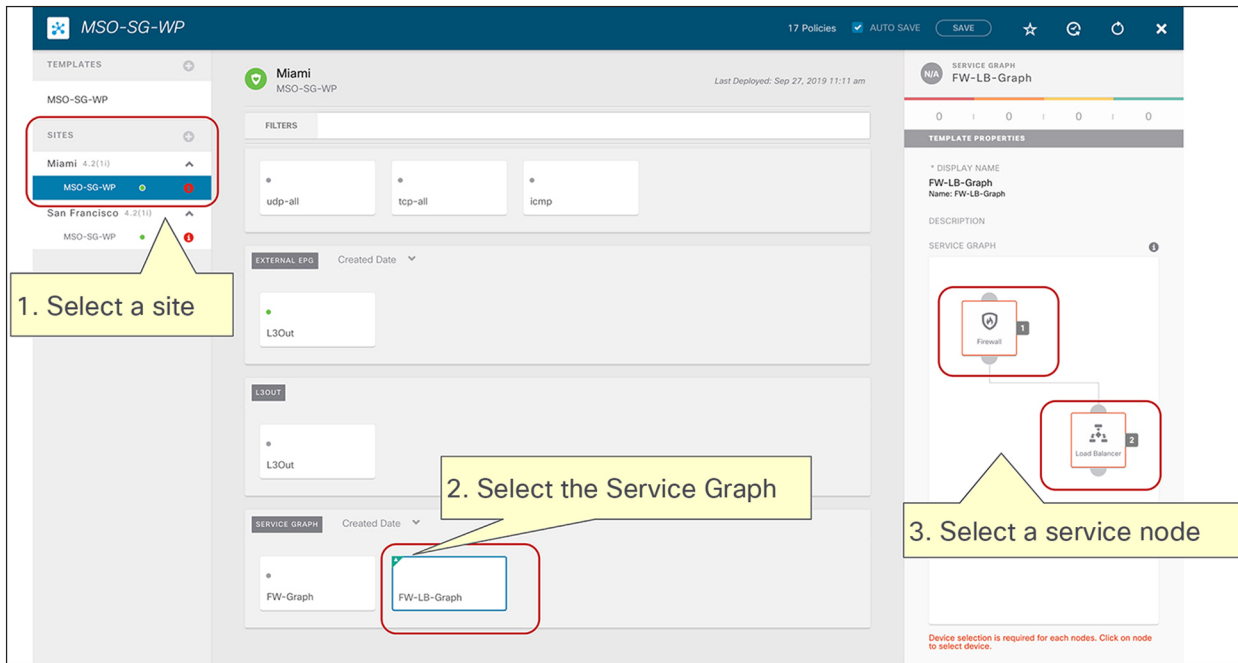 MSO-SG-WP
17 Policies
AUTO SAVE
SAVE
TEMPLATES
MSO-SG-WP
SITES
Miami 4.2(1i)
MSO-SG-WP
San Francisco 4.2(1i)
MSO-SG-WP
1. Select a site
Miami
MSO-SG-WP
Last Deployed: Sep 27, 2019 11:11 am
FILTERS
udp-all
tcp-all
icmp
EXTERNAL EPG
Created Date
L3Out
L3OUT
L3Out
2. Select the Service Graph
SERVICE GRAPH
Created Date
FW-Graph
FW-LB-Graph
N/A
SERVICE GRAPH
FW-LB-Graph
0 0 0 0
TEMPLATE PROPERTIES
* DISPLAY NAME
FW-LB-Graph
Name: FW-LB-Graph
DESCRIPTION
SERVICE GRAPH
Firewall
1
Load Balancer
2
3. Select a service node
Device selection is required for each nodes. Click on node
to select device.